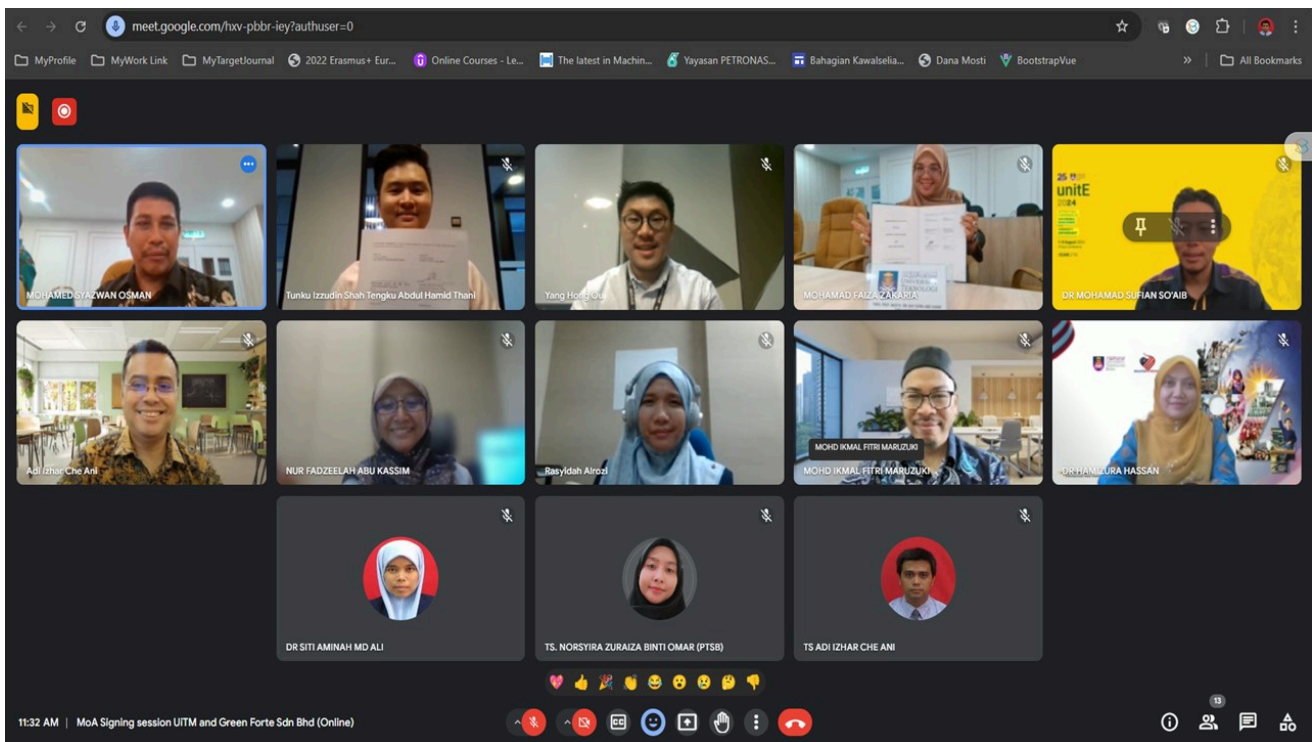 meet.google.com/hxv-pbbr-iey?authuser=0
MyProfile MyWork Link MyTargetJournal 2022 Erasmus+ Eur... Online Courses - Le... The latest in Machin... Yayasan PETRONAS... Bahagian Kawalselia... Dana Mosti BootstrapVue » All Bookmarks
MOHAMED SYAZWAN OSMAN
Tunku Izzudin Shah Tengku Abdul Hamid Thani
Yang Hong
MOHAMAD FAIZA ZAKARIA
UNIVERSITI
TEKNOLOGI
25
unitE
2024
DR MOHAMAD SUFIAN SO'AIB
Adi Izhar Che Ani
NUR FADZEELAH ABU KASSIM
Rasyidah Alrozi
MOHD IKMAL FITRI MARUZUKI
MOHD IKMAL FITRI MARUZUKI
DR HAMIZURA HASSAN
DR SITI AMINAH MD ALI
TS. NORSYIRA ZURAIZA BINTI OMAR (PTSB)
TS ADI IZHAR CHE ANI
11:32 AM | MoA Signing session UITM and Green Forte Sdn Bhd (Online)
CC
13